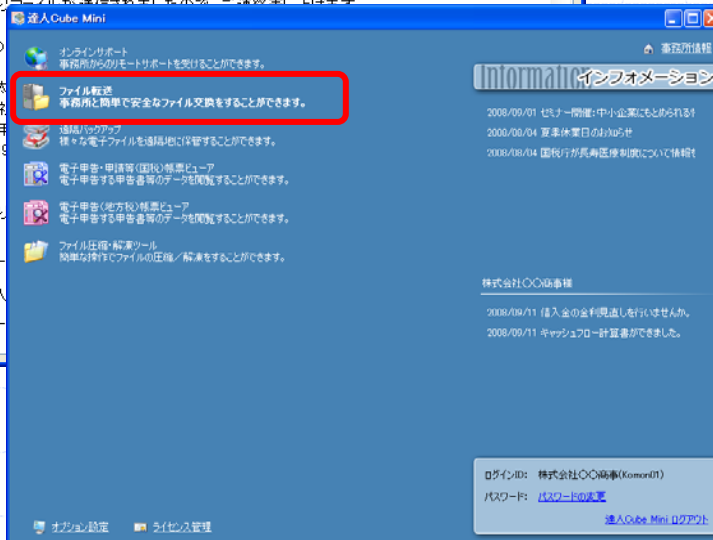 達人Cube Mini
オンラインサポート
事務所からのリモートサポートを受けることができます。
ファイル転送
事務所と簡単で安全なファイル交換をすることができます。
遠隔バックアップ
様々な電子ファイルを遠隔地に保管することができます。
電子申告・申請等(国税)帳票ビューア
電子申告する申告書等のデータを閲覧することができます。
電子申告(地方税)帳票ビューア
電子申告する申告書等のデータを閲覧することができます。
ファイル圧縮・解凍ツール
簡単な操作でファイルの圧縮/解凍をすることができます。
オプション設定
ライセンス管理
事務所情報
Information
インフォメーション
2008/09/01 セミナー開催:中小企業にもとめられる
2008/08/04 夏季休業日のお知らせ
2008/08/04 国税庁が長寿医療制度について情報
株式会社〇〇商事様
2008/09/11 借入金の金利見直しを行いませんか。
2008/09/11 キャッシュフロー計算書ができました。
ログインID: 株式会社〇〇商事(Komon01)
パスワード: パスワードの変更
達人Cube Mini ログアウト